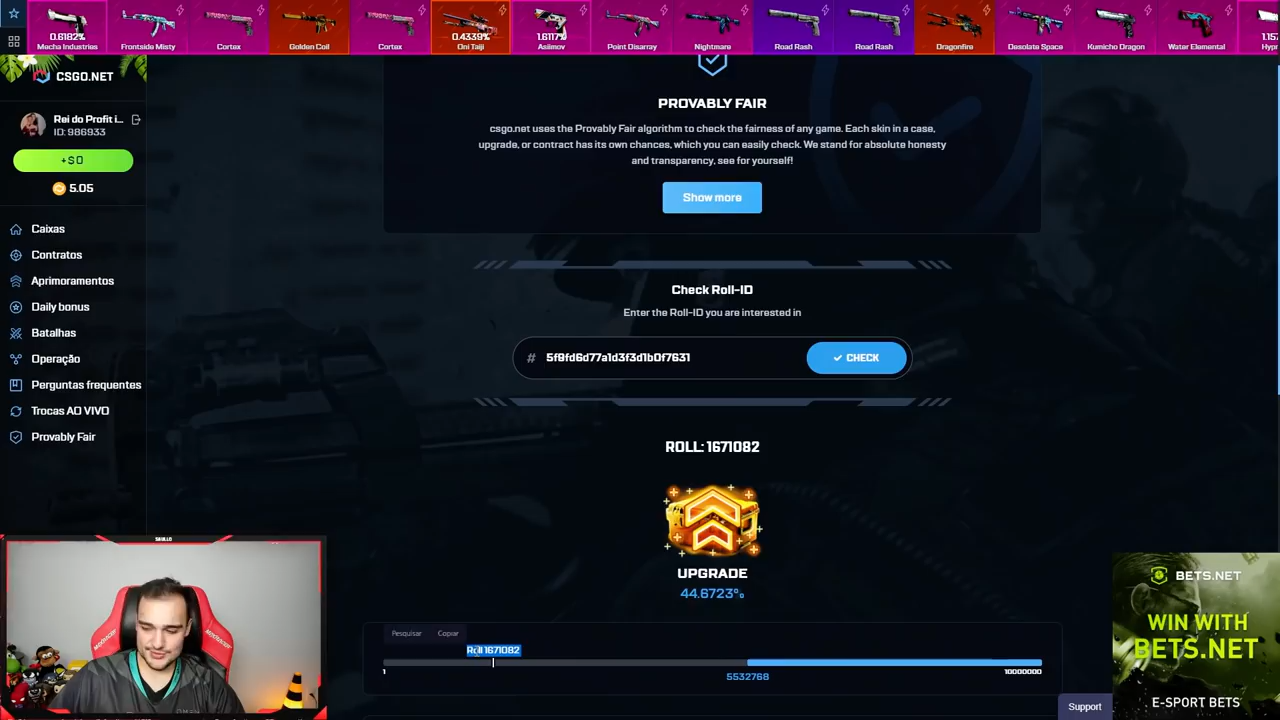 0.6182%
Mecha Industries
Frontside Misty
Cortex
Golden Coil
Cortex
0.4339%
Oni Taiji
1.6117%
Asiimov
Point Disarray
Nightmare
Road Rash
Road Rash
Dragonfire
Desolate Space
Kumicho Dragon
Water Elemental
CSGO.NET
Rei do Profit i...
ID: 986933
+$0
5.05
Caixas
Contratos
Aprimoramentos
Daily bonus
Batalhas
Operação
Perguntas frequentes
Trocas AO VIVO
Provably Fair
PROVABLY FAIR
csgo.net uses the Provably Fair algorithm to check the fairness of any game. Each skin in a case,
upgrade, or contract has its own chances, which you can easily check. We stand for absolute honesty
and transparency, see for yourself!
Show more
Check Roll-ID
Enter the Roll-ID you are interested in
# 5f9fd6d77a1d3f3d1b0f7631
CHECK
ROLL: 1671082
UPGRADE
44.6723%
Pesquisar Copiar
Roll 1671082
1
5532768
10000000
Support
BETS.NET
WIN WITH
BETS.NET
E-SPORT BETS